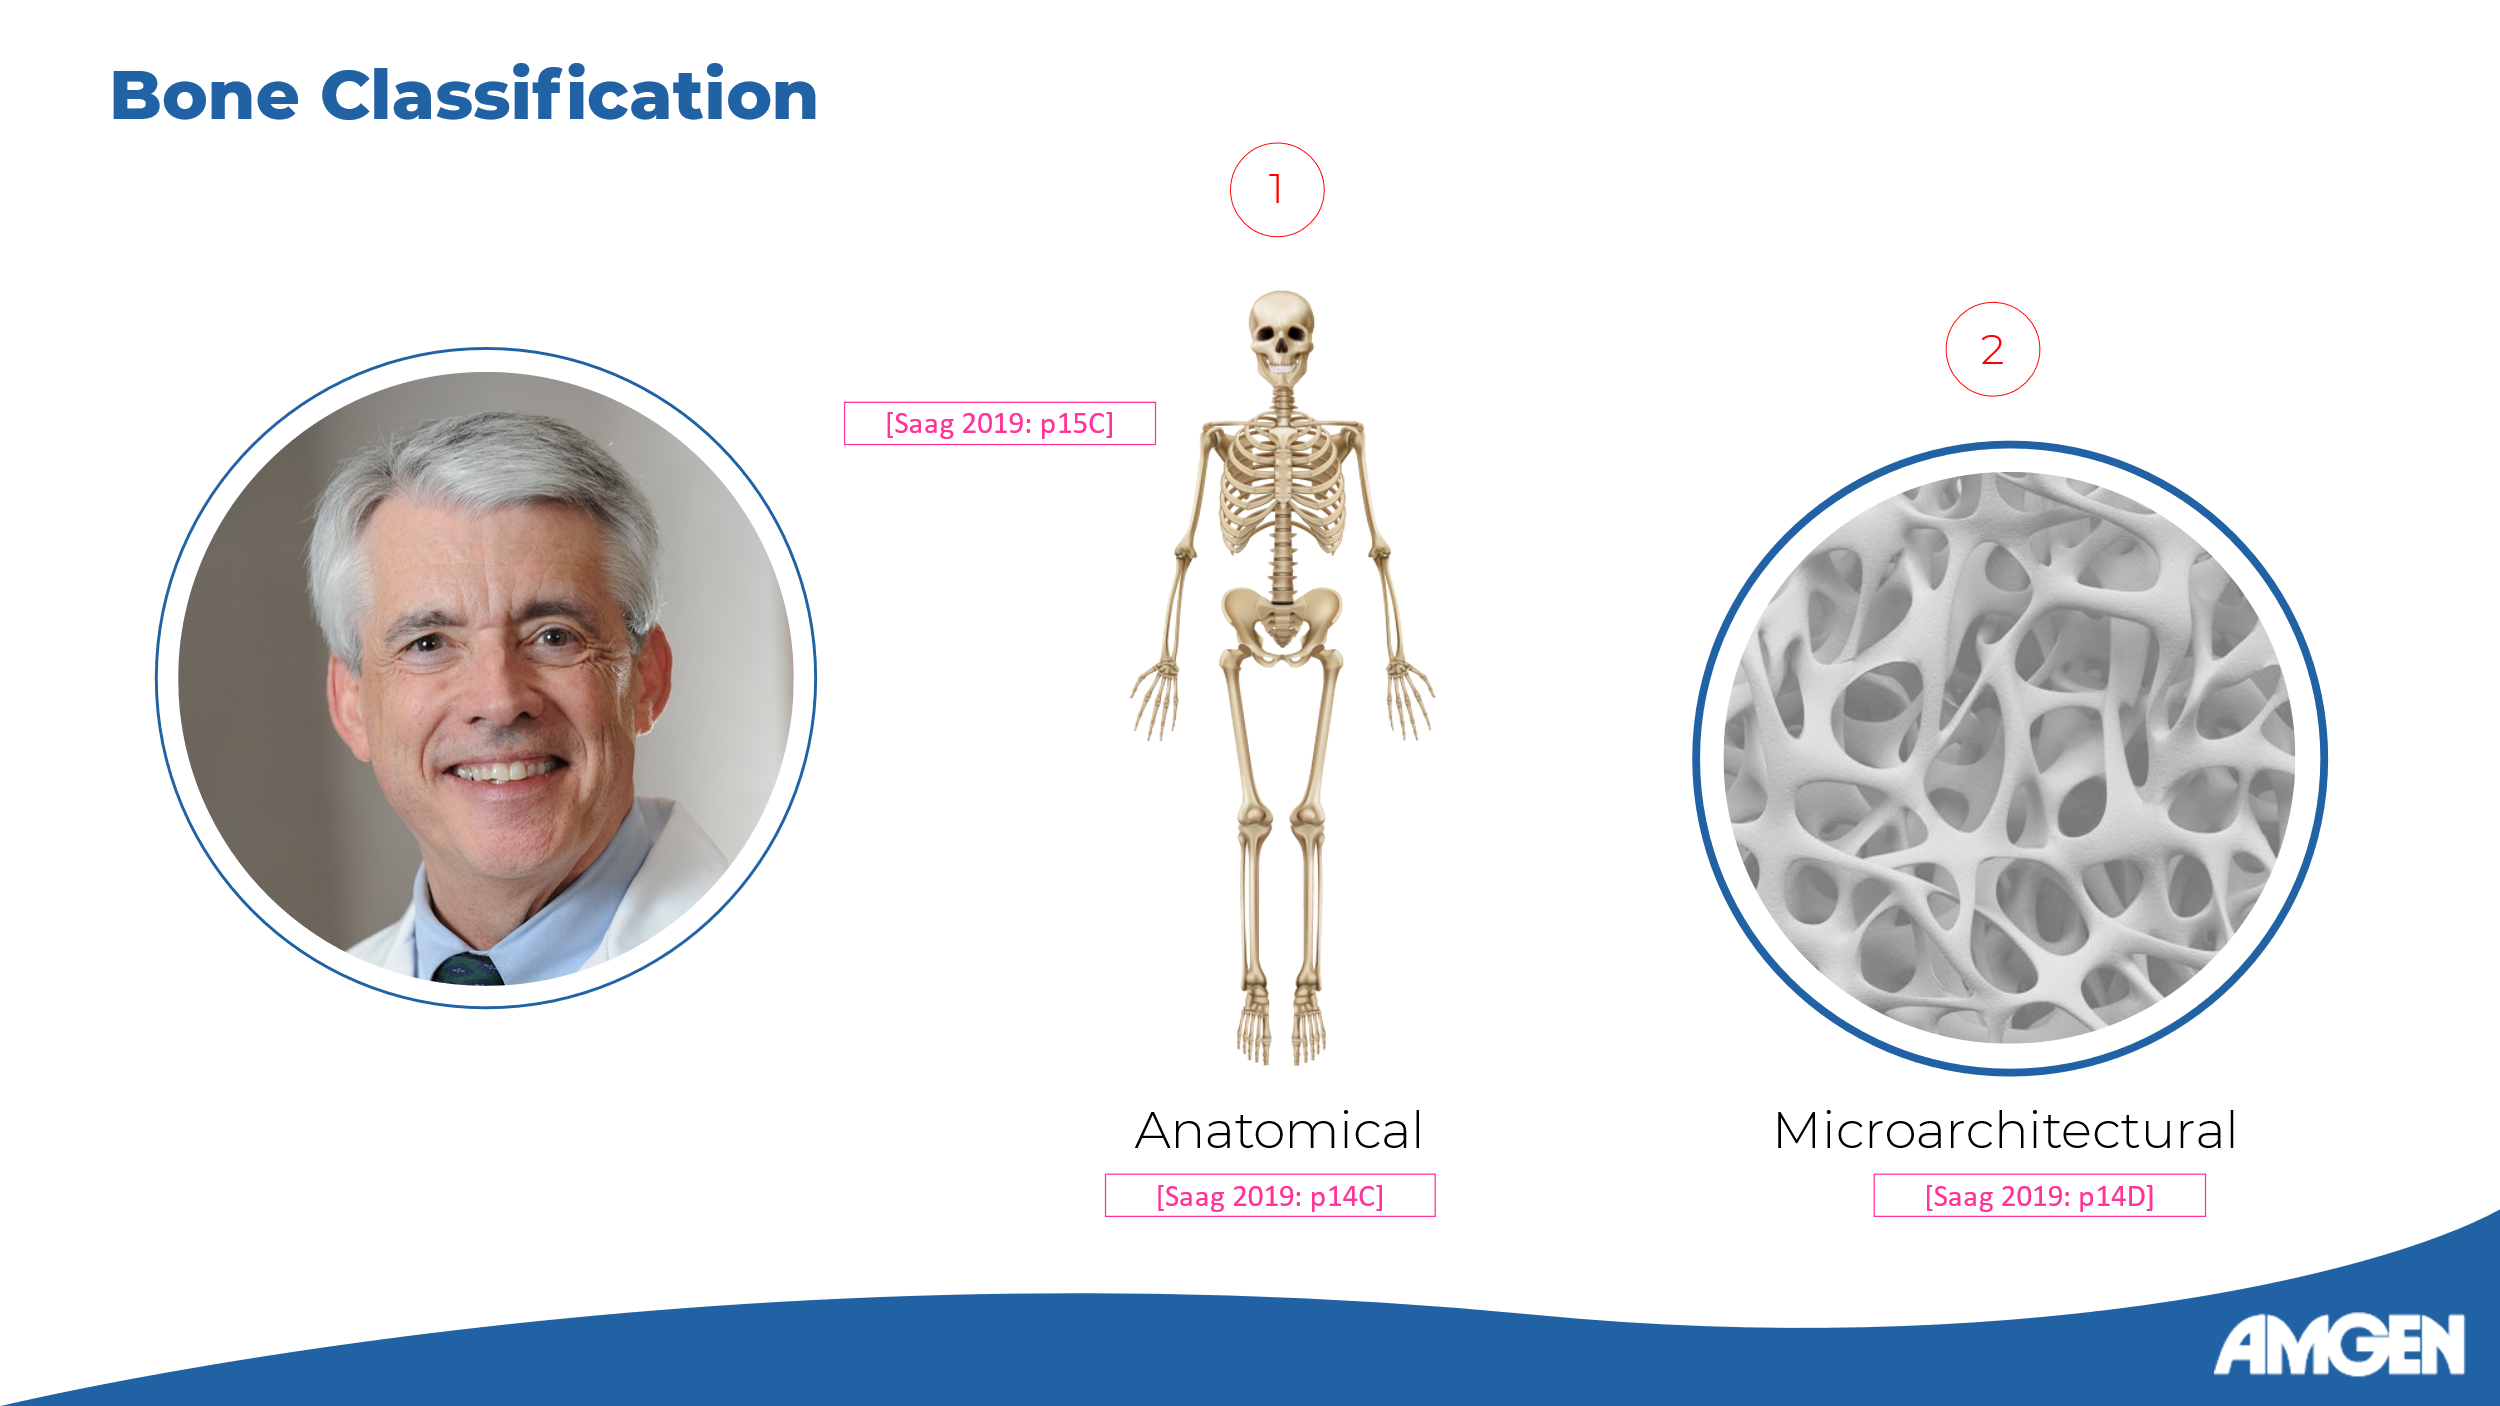 Bone Classification
1
2
[Saag 2019: p15C]
Anatomical
Microarchitectural
[Saag 2019: p14C]
[Saag 2019: p14D]
AMGEN